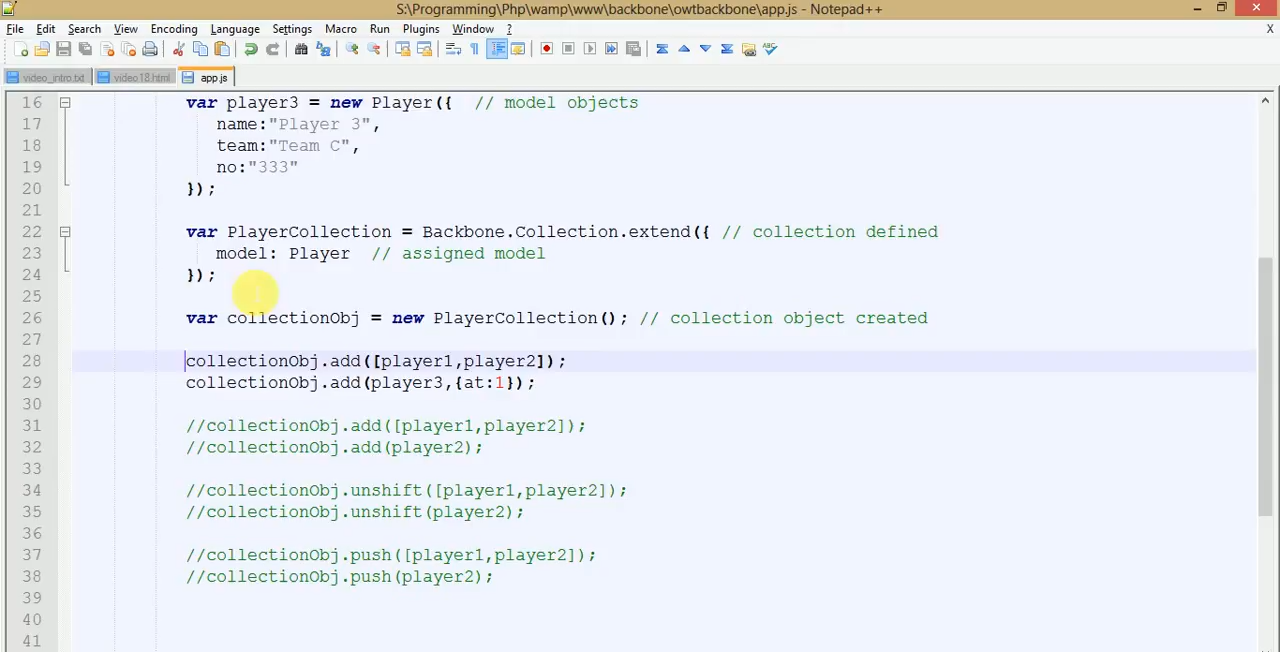 S:\Programming\Php\wamp\www\backbone\owtbackbone\app.js - Notepad++
File Edit Search View Encoding Language Settings Macro Run Plugins Window ? X
video_intro.txt video18.html app.js
16 var player3 = new Player({ // model objects
17 name:"Player 3",
18 team:"Team C",
19 no:"333"
20 });
21
22 var PlayerCollection = Backbone.Collection.extend({ // collection defined
23 model: Player // assigned model
24 });
25
26 var collectionObj = new PlayerCollection(); // collection object created
27
28 collectionObj.add([player1,player2]);
29 collectionObj.add(player3,{at:1});
30
31 //collectionObj.add([player1,player2]);
32 //collectionObj.add(player2);
33
34 //collectionObj.unshift([player1,player2]);
35 //collectionObj.unshift(player2);
36
37 //collectionObj.push([player1,player2]);
38 //collectionObj.push(player2);
39
40
41